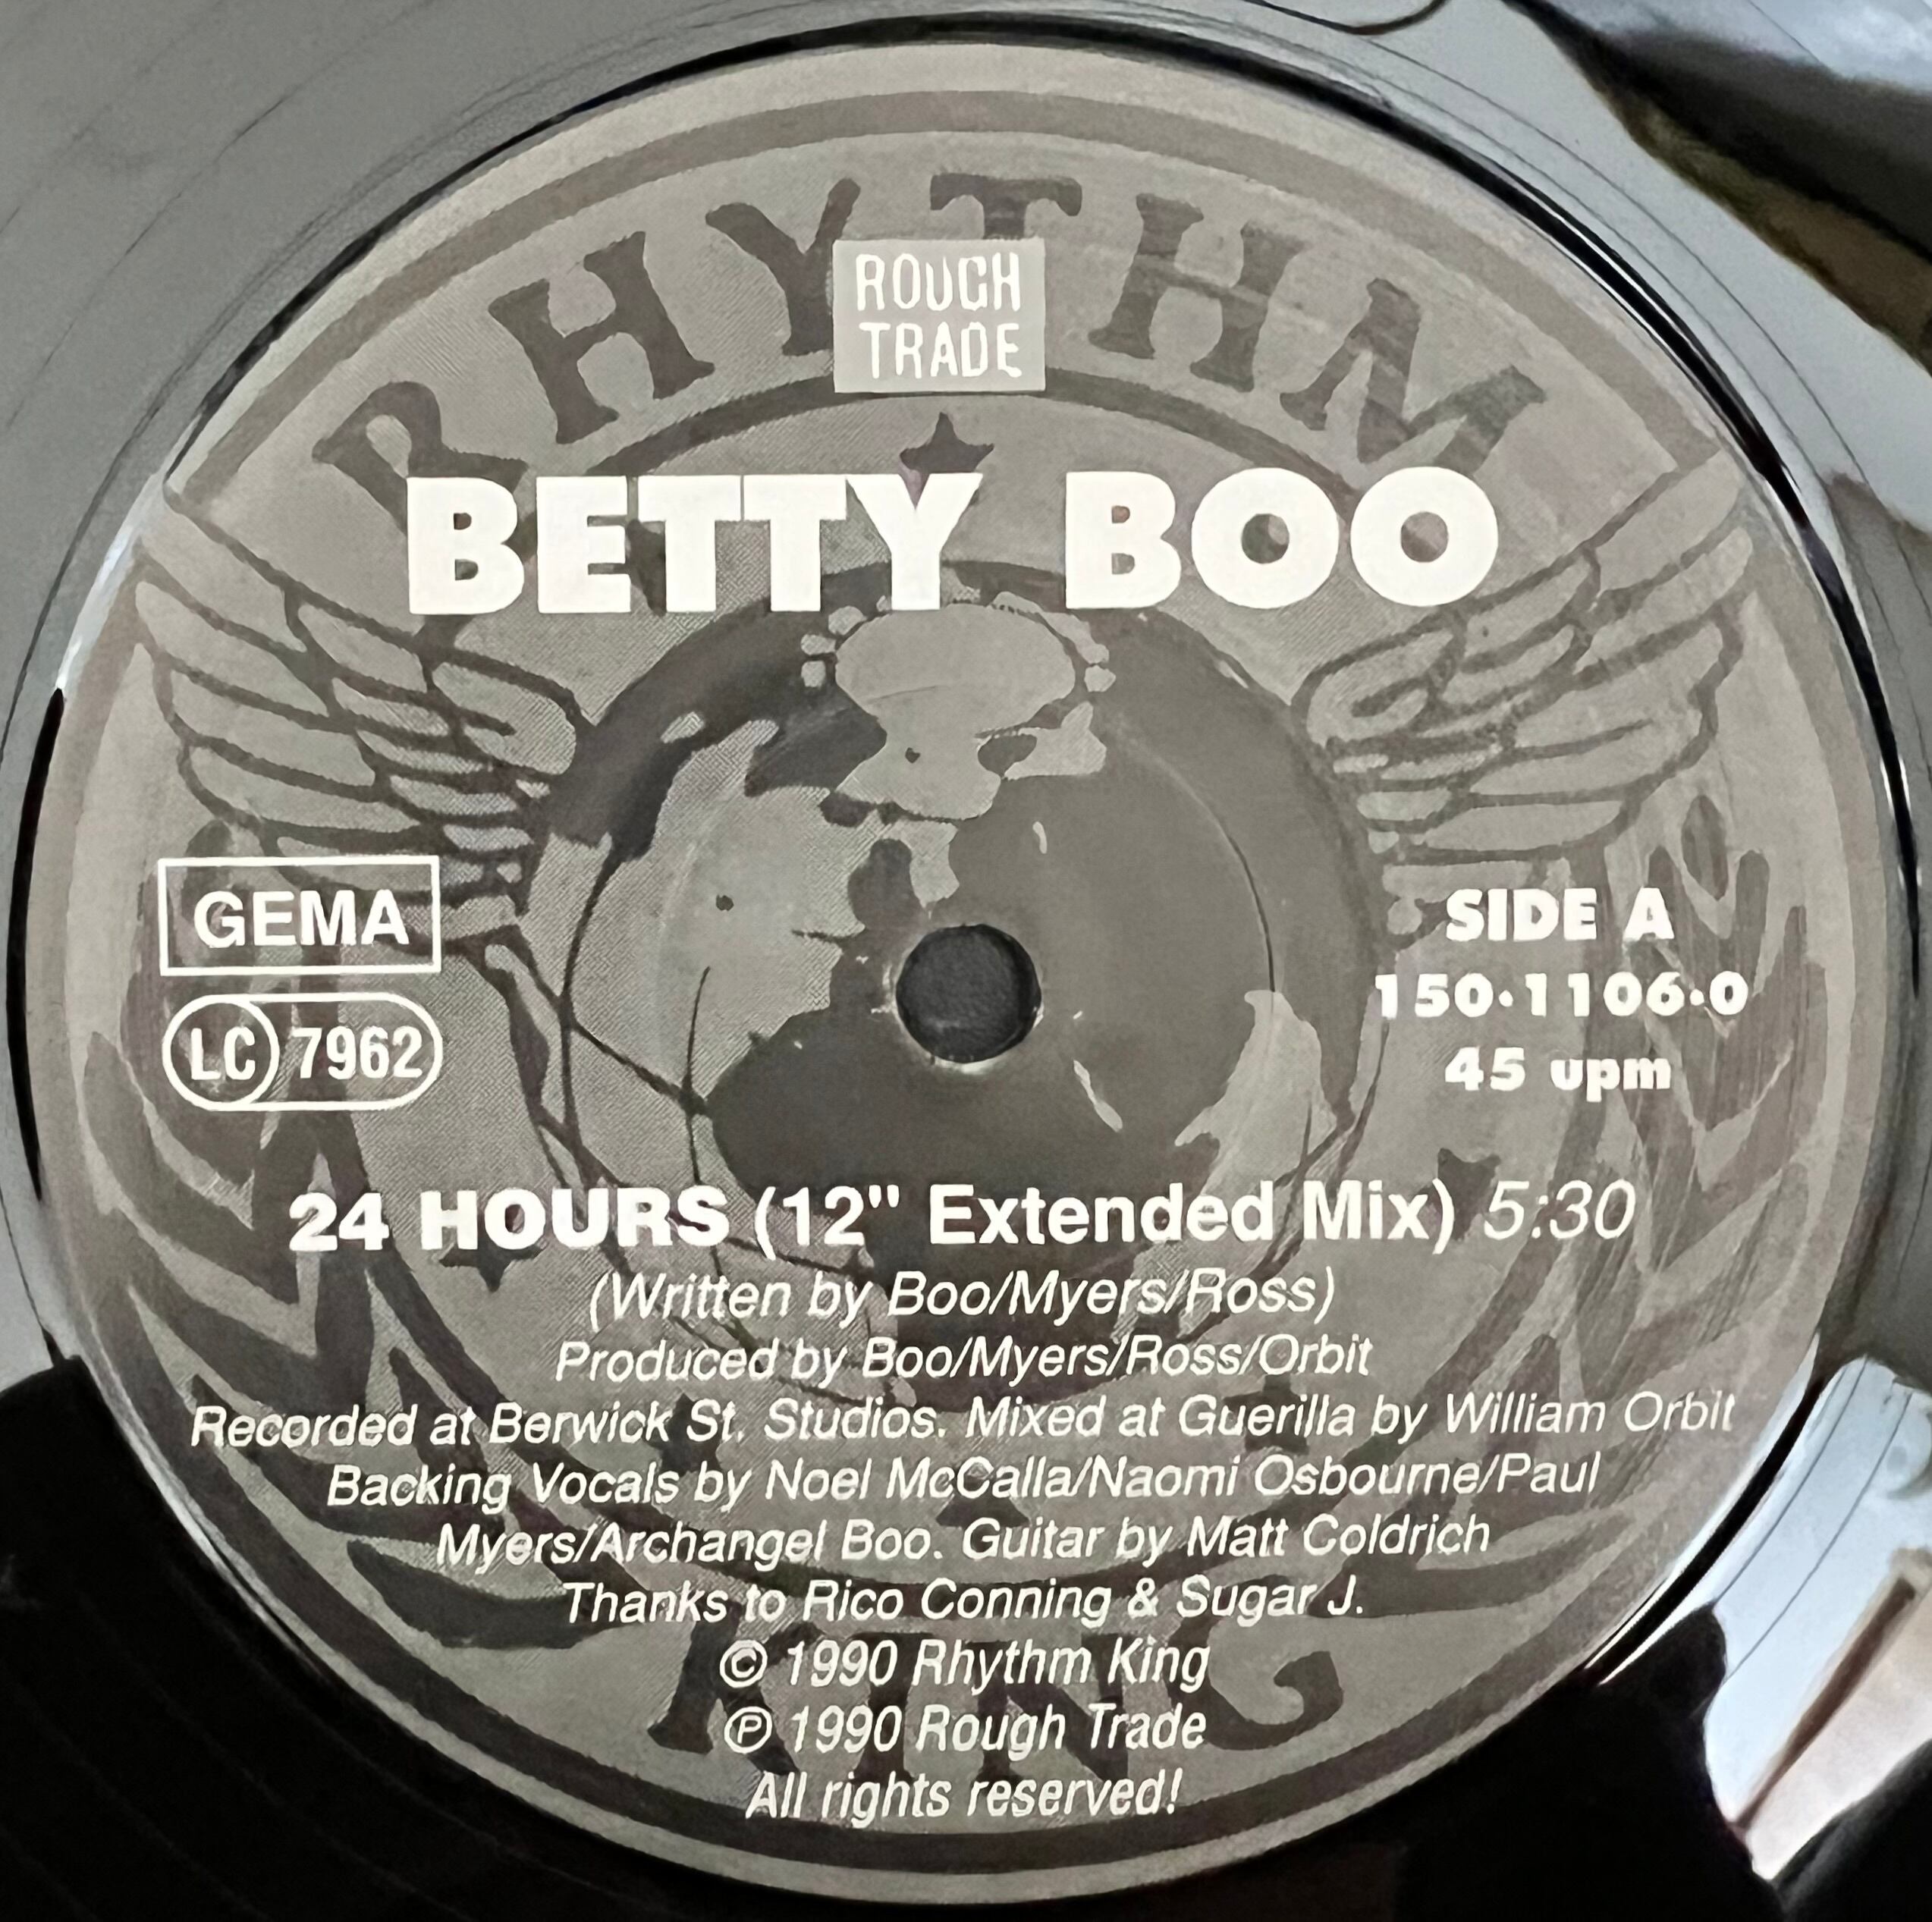 RHYTHM
ROUGH
TRADE
BETTY BOO
GEMA
LC 7962
SIDE A
150·1106·0
45 upm
24 HOURS (12" Extended Mix) 5:30
(Written by Boo/Myers/Ross)
Produced by Boo/Myers/Ross/Orbit
Recorded at Berwick St. Studios. Mixed at Guerilla by William Orbit
Backing Vocals by Noel McCalla/Naomi Osbourne/Paul
Myers/Archangel Boo. Guitar by Matt Coldrich
Thanks to Rico Conning & Sugar J.
© 1990 Rhythm King
℗ 1990 Rough Trade
All rights reserved!
KING